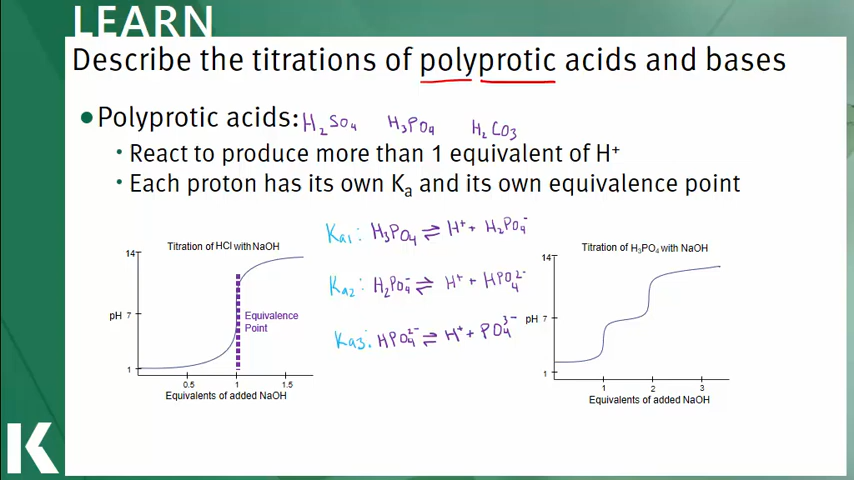 LEARN
Describe the titrations of polyprotic acids and bases
• Polyprotic acids: H₂SO₄ H₃PO₄ H₂CO₃
• React to produce more than 1 equivalent of H⁺
• Each proton has its own Kₐ and its own equivalence point
Titration of HCl with NaOH
14
pH 7
1
Equivalence
Point
0.5 1 1.5
Equivalents of added NaOH
Ka1: H₃PO₄ ⇌ H⁺ + H₂PO₄⁻
Ka2: H₂PO₄⁻ ⇌ H⁺ + HPO₄²⁻
Ka3: HPO₄²⁻ ⇌ H⁺ + PO₄³⁻
Titration of H₃PO₄ with NaOH
14
pH 7
1
1 2 3
Equivalents of added NaOH
K